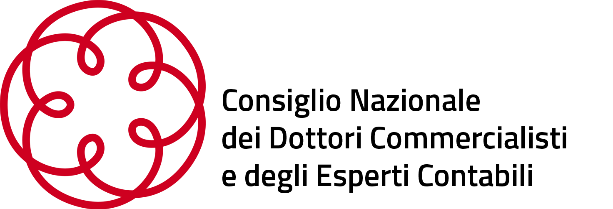 Consiglio Nazionale
dei Dottori Commercialisti
e degli Esperti Contabili